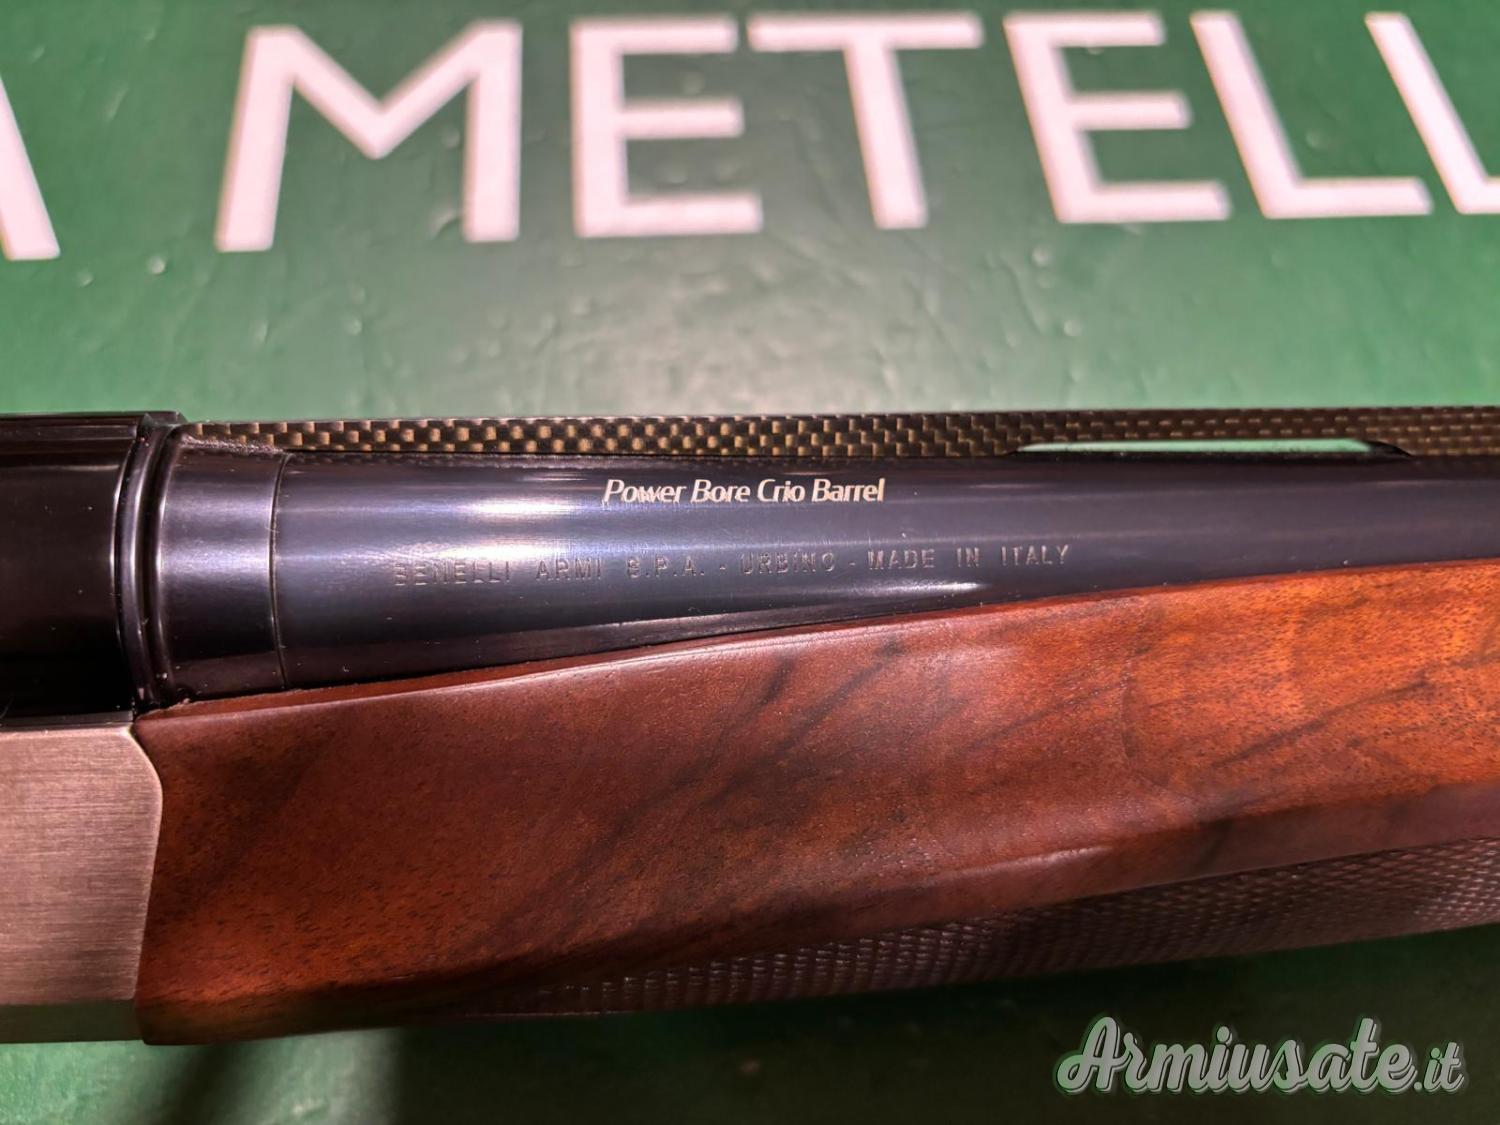 METELL
Power Bore Crio Barrel
BENELLI ARMI S.P.A. - URBINO - MADE IN ITALY
Armiusate.it